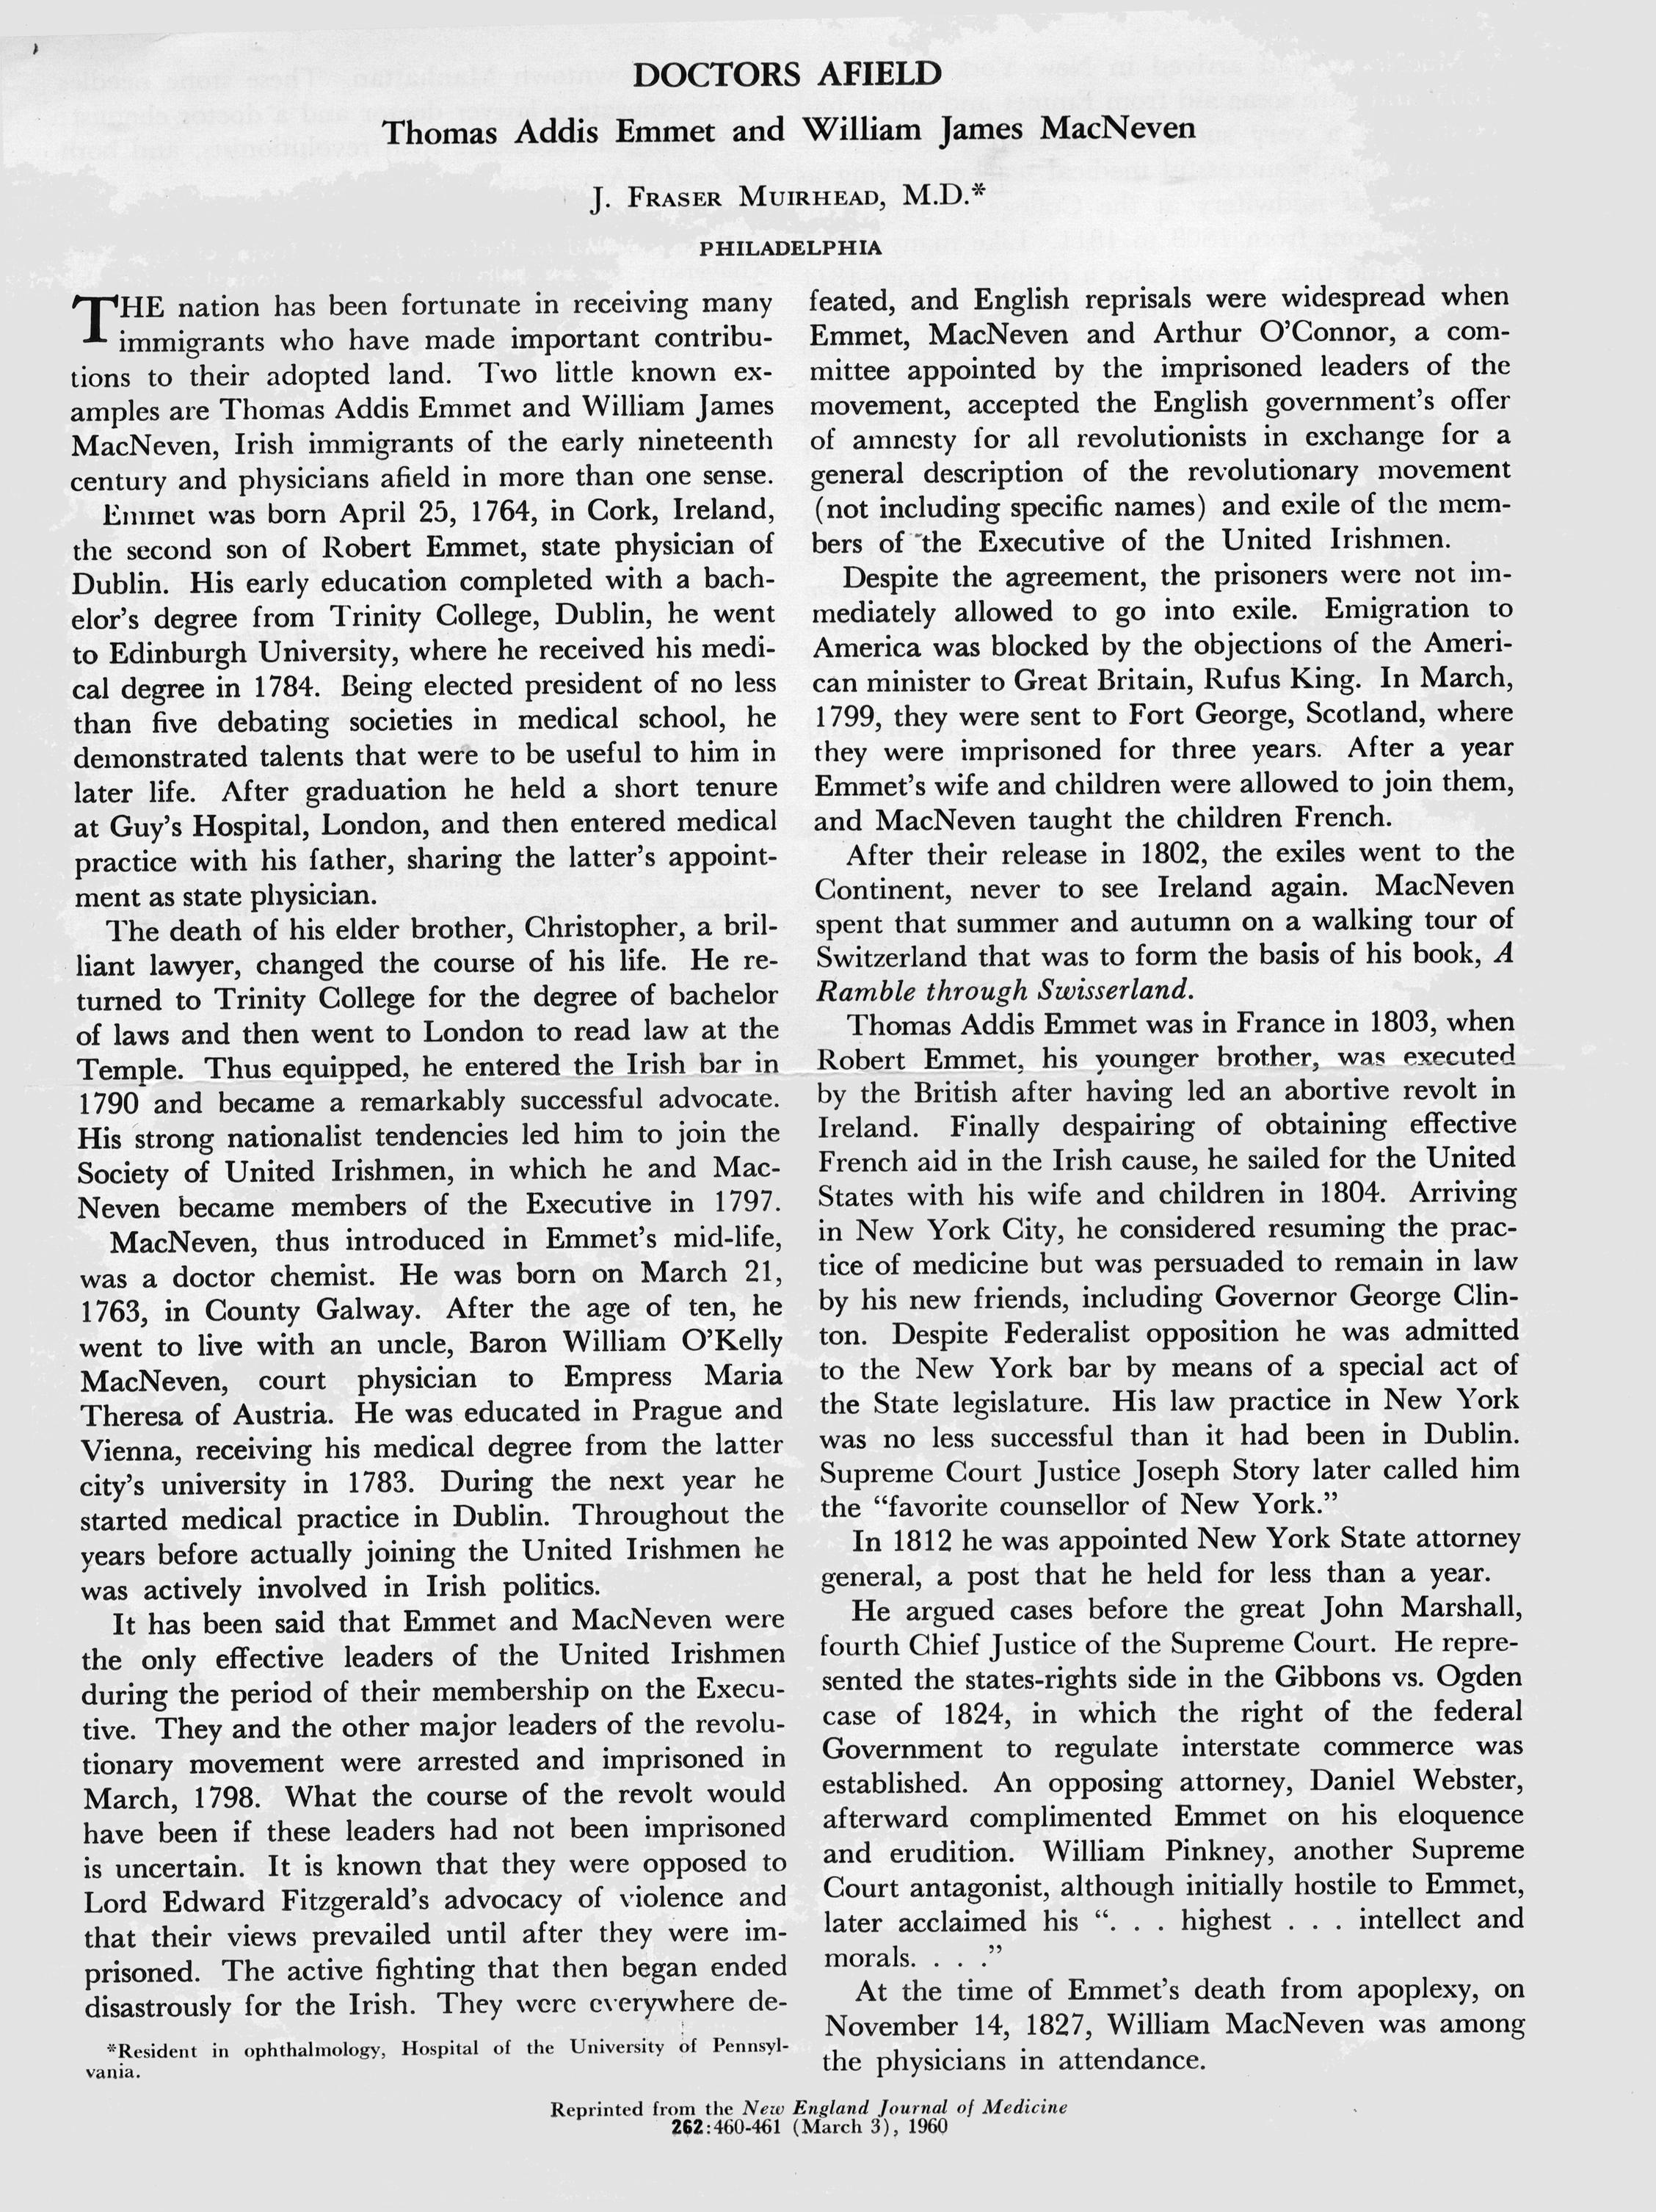 DOCTORS AFIELD
Thomas Addis Emmet and William James MacNeven
J. FRASER MUIRHEAD, M.D.*
PHILADELPHIA
THE nation has been fortunate in receiving many
immigrants who have made important contribu-
tions to their adopted land. Two little known ex-
amples are Thomas Addis Emmet and William James
MacNeven, Irish immigrants of the early nineteenth
century and physicians afield in more than one sense.
Emmet was born April 25, 1764, in Cork, Ireland,
the second son of Robert Emmet, state physician of
Dublin. His early education completed with a bach-
elor's degree from Trinity College, Dublin, he went
to Edinburgh University, where he received his medi-
cal degree in 1784. Being elected president of no less
than five debating societies in medical school, he
demonstrated talents that were to be useful to him in
later life. After graduation he held a short tenure
at Guy's Hospital, London, and then entered medical
practice with his father, sharing the latter's appoint-
ment as state physician.
The death of his elder brother, Christopher, a bril-
liant lawyer, changed the course of his life. He re-
turned to Trinity College for the degree of bachelor
of laws and then went to London to read law at the
Temple. Thus equipped, he entered the Irish bar in
1790 and became a remarkably successful advocate.
His strong nationalist tendencies led him to join the
Society of United Irishmen, in which he and Mac-
Neven became members of the Executive in 1797.
MacNeven, thus introduced in Emmet's mid-life,
was a doctor chemist. He was born on March 21,
1763, in County Galway. After the age of ten, he
went to live with an uncle, Baron William O'Kelly
MacNeven, court physician to Empress Maria
Theresa of Austria. He was educated in Prague and
Vienna, receiving his medical degree from the latter
city's university in 1783. During the next year he
started medical practice in Dublin. Throughout the
years before actually joining the United Irishmen he
was actively involved in Irish politics.
It has been said that Emmet and MacNeven were
the only effective leaders of the United Irishmen
during the period of their membership on the Execu-
tive. They and the other major leaders of the revolu-
tionary movement were arrested and imprisoned in
March, 1798. What the course of the revolt would
have been if these leaders had not been imprisoned
is uncertain. It is known that they were opposed to
Lord Edward Fitzgerald's advocacy of violence and
that their views prevailed until after they were im-
prisoned. The active fighting that then began ended
disastrously for the Irish. They were everywhere de-
*Resident in ophthalmology, Hospital of the University of Pennsyl-
vania.
feated, and English reprisals were widespread when
Emmet, MacNeven and Arthur O'Connor, a com-
mittee appointed by the imprisoned leaders of the
movement, accepted the English government's offer
of amnesty for all revolutionists in exchange for a
general description of the revolutionary movement
(not including specific names) and exile of the mem-
bers of the Executive of the United Irishmen.
Despite the agreement, the prisoners were not im-
mediately allowed to go into exile. Emigration to
America was blocked by the objections of the Ameri-
can minister to Great Britain, Rufus King. In March,
1799, they were sent to Fort George, Scotland, where
they were imprisoned for three years. After a year
Emmet's wife and children were allowed to join them,
and MacNeven taught the children French.
After their release in 1802, the exiles went to the
Continent, never to see Ireland again. MacNeven
spent that summer and autumn on a walking tour of
Switzerland that was to form the basis of his book, A
Ramble through Swisserland.
Thomas Addis Emmet was in France in 1803, when
Robert Emmet, his younger brother, was executed
by the British after having led an abortive revolt in
Ireland. Finally despairing of obtaining effective
French aid in the Irish cause, he sailed for the United
States with his wife and children in 1804. Arriving
in New York City, he considered resuming the prac-
tice of medicine but was persuaded to remain in law
by his new friends, including Governor George Clin-
ton. Despite Federalist opposition he was admitted
to the New York bar by means of a special act of
the State legislature. His law practice in New York
was no less successful than it had been in Dublin.
Supreme Court Justice Joseph Story later called him
the "favorite counsellor of New York."
In 1812 he was appointed New York State attorney
general, a post that he held for less than a year.
He argued cases before the great John Marshall,
fourth Chief Justice of the Supreme Court. He repre-
sented the states-rights side in the Gibbons vs. Ogden
case of 1824, in which the right of the federal
Government to regulate interstate commerce was
established. An opposing attorney, Daniel Webster,
afterward complimented Emmet on his eloquence
and erudition. William Pinkney, another Supreme
Court antagonist, although initially hostile to Emmet,
later acclaimed his ". . . highest . . . intellect and
morals. . . ."
At the time of Emmet's death from apoplexy, on
November 14, 1827, William MacNeven was among
the physicians in attendance.
Reprinted from the New England Journal of Medicine
262:460-461 (March 3), 1960